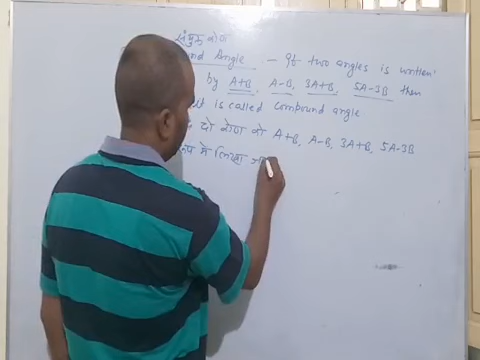 संयुक्त कोण
nd Angle – If two angles is written
by A+B, A-B, 3A+B, 5A-3B then
it is called compound angle
दो कोण को A+B, A-B, 3A+B, 5A-3B
रूप में लिखा